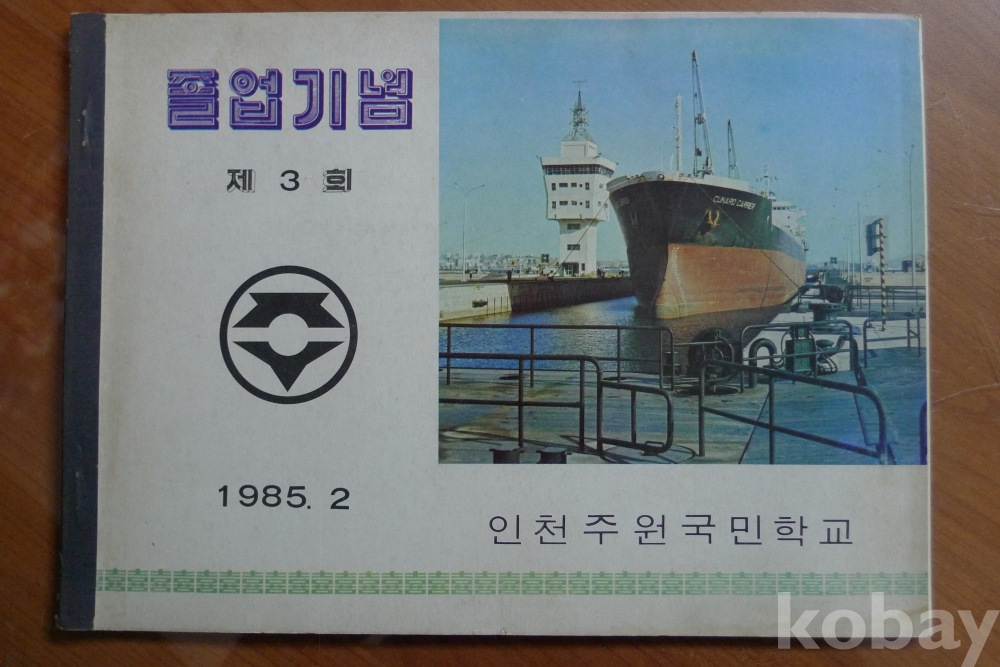 졸업기념
제 3 회
1985. 2
CUNARD CARRIER
인천주원국민학교
kobay